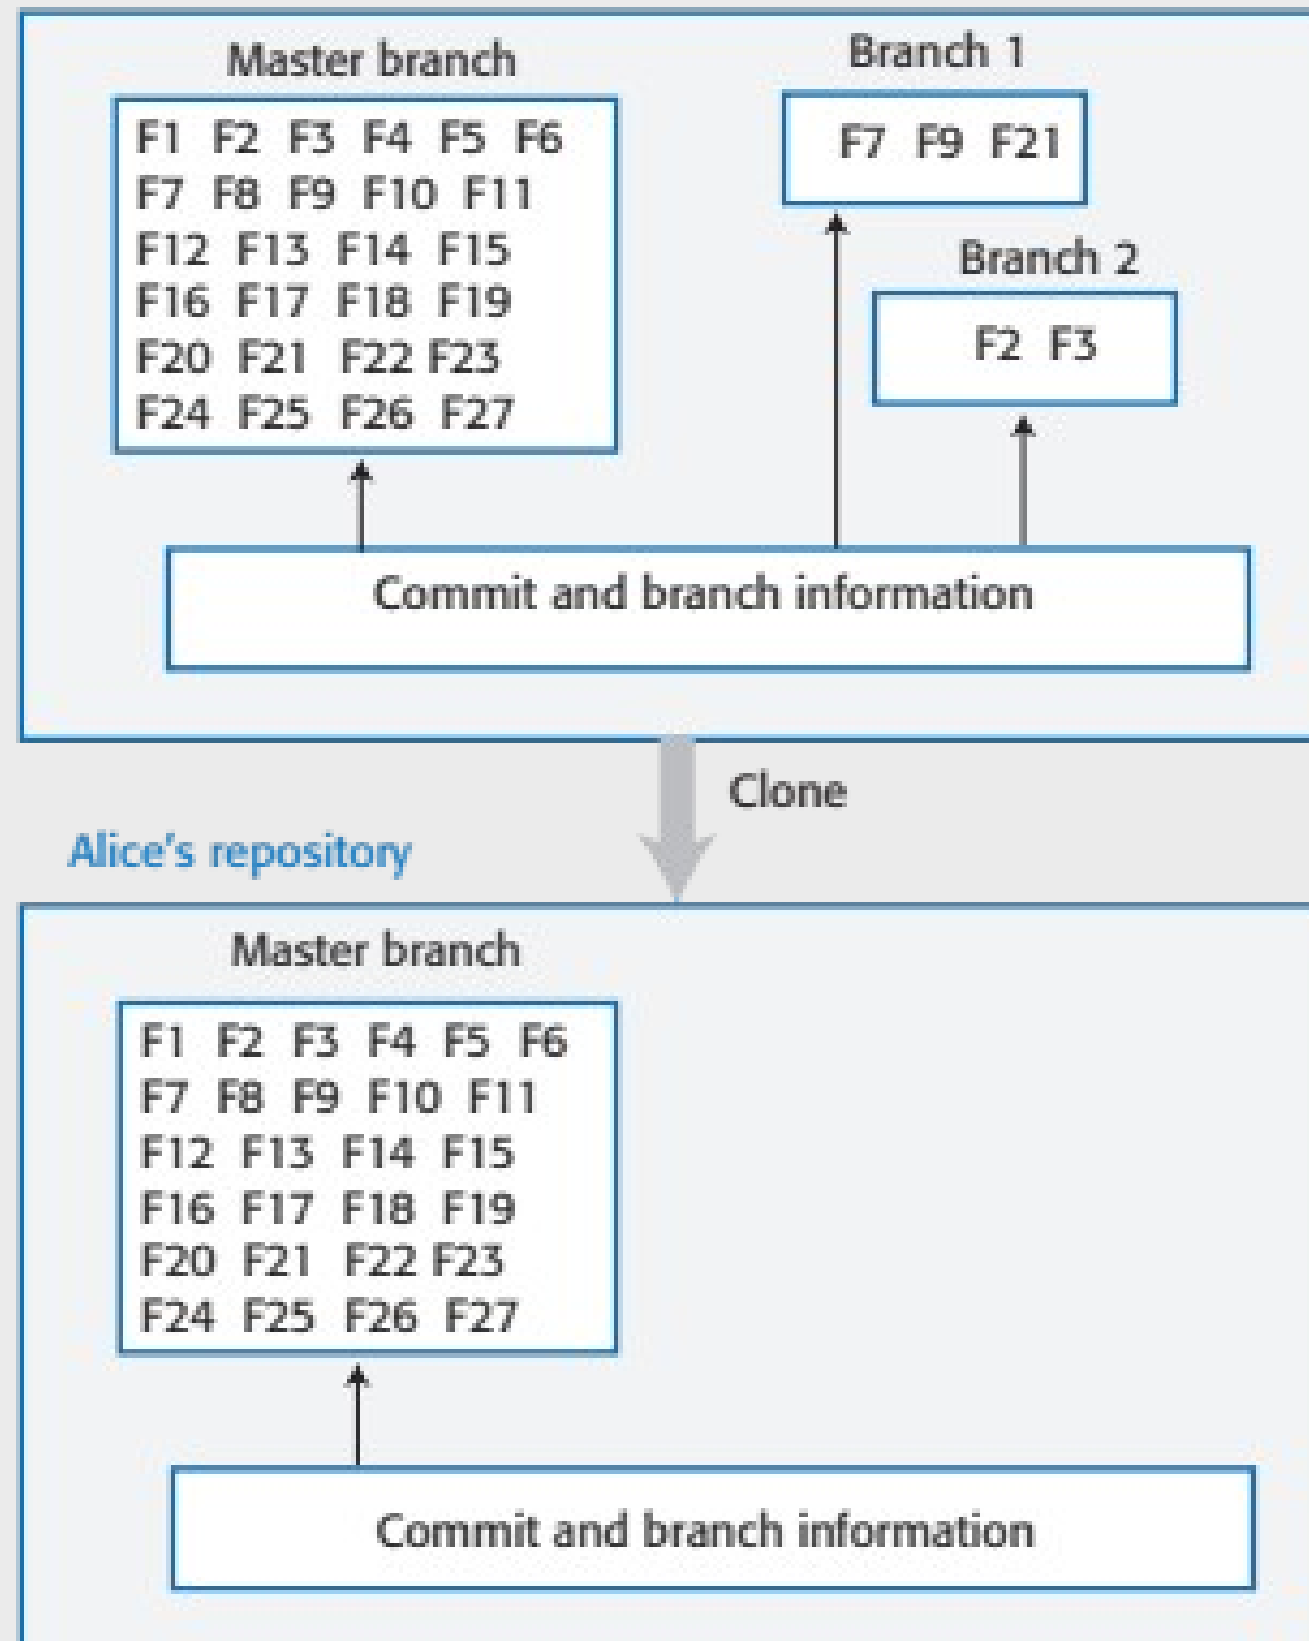 Master branch
F1 F2 F3 F4 F5 F6
F7 F8 F9 F10 F11
F12 F13 F14 F15
F16 F17 F18 F19
F20 F21 F22 F23
F24 F25 F26 F27
Branch 1
F7 F9 F21
Branch 2
F2 F3
Commit and branch information
Clone
Alice's repository
Master branch
F1 F2 F3 F4 F5 F6
F7 F8 F9 F10 F11
F12 F13 F14 F15
F16 F17 F18 F19
F20 F21 F22 F23
F24 F25 F26 F27
Commit and branch information